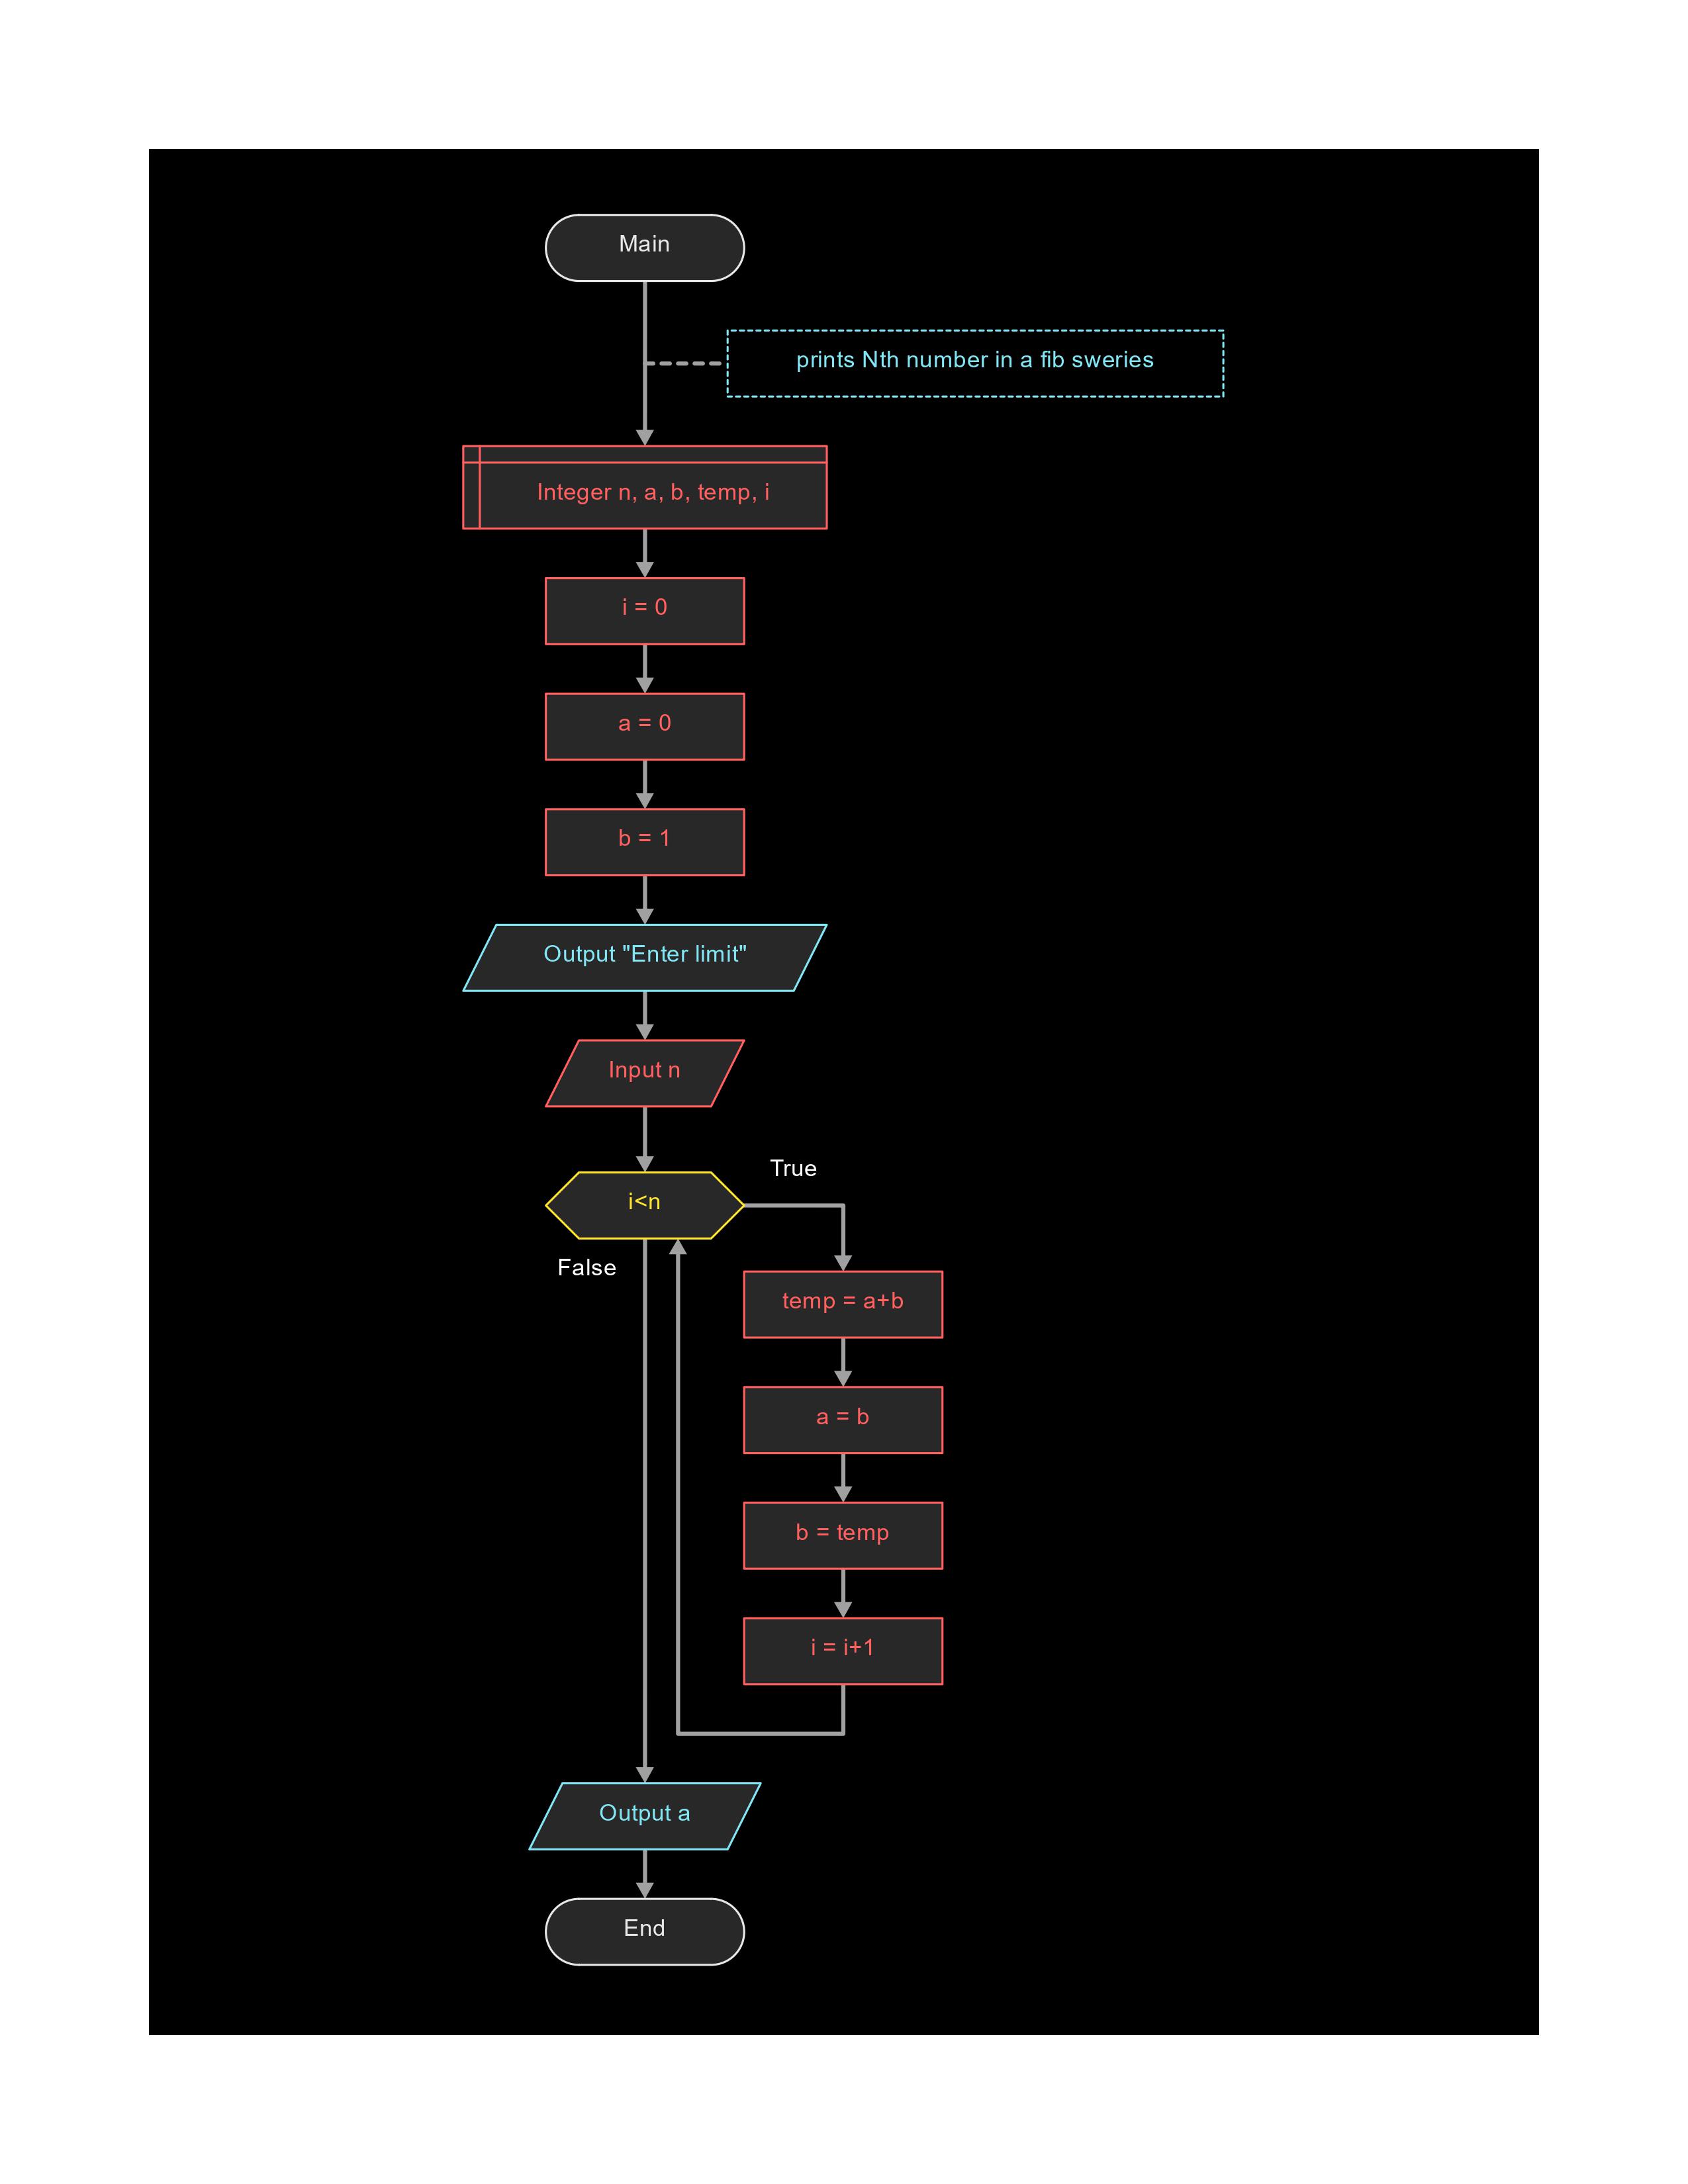 Main
prints Nth number in a fib sweries
Integer n, a, b, temp, i
i = 0
a = 0
b = 1
Output "Enter limit"
Input n
True
i<n
False
temp = a+b
a = b
b = temp
i = i+1
Output a
End